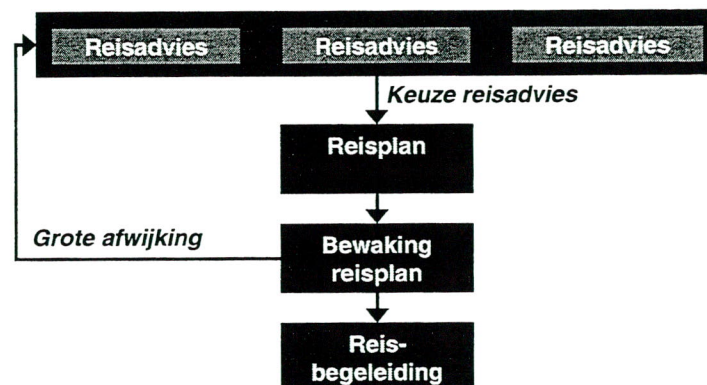 Reisadvies Reisadvies Reisadvies
Keuze reisadvies
Reisplan
Grote afwijking
Bewaking
reisplan
Reis-
begeleiding